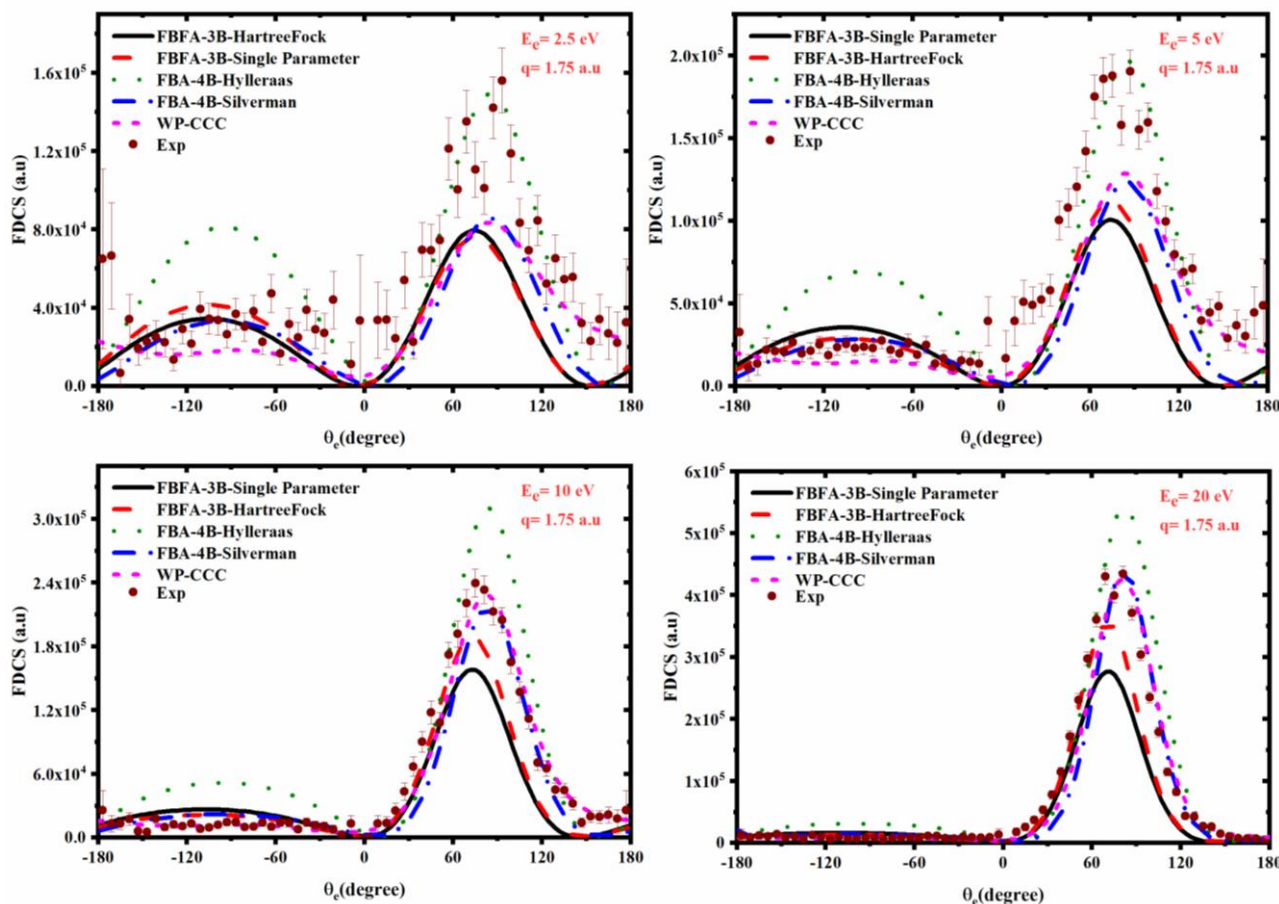 FBFA-3B-HartreeFock
FBFA-3B-Single Parameter
FBA-4B-Hylleraas
FBA-4B-Silverman
WP-CCC
Exp
E_e= 2.5 eV
q= 1.75 a.u
1.6x10^5
1.2x10^5
8.0x10^4
4.0x10^4
0.0
FDCS (a.u)
-180 -120 -60 0 60 120 180
θ_e(degree)
FBFA-3B-Single Parameter
FBFA-3B-HartreeFock
FBA-4B-Hylleraas
FBA-4B-Silverman
WP-CCC
Exp
E_e= 5 eV
q= 1.75 a.u
2.0x10^5
1.5x10^5
1.0x10^5
5.0x10^4
0.0
FDCS (a.u)
-180 -120 -60 0 60 120 180
θ_e(degree)
FBFA-3B-Single Parameter
FBFA-3B-HartreeFock
FBA-4B-Hylleraas
FBA-4B-Silverman
WP-CCC
Exp
E_e= 10 eV
q= 1.75 a.u
3.0x10^5
2.4x10^5
1.8x10^5
1.2x10^5
6.0x10^4
0.0
FDCS (a.u)
-180 -120 -60 0 60 120 180
θ_e(degree)
FBFA-3B-Single Parameter
FBFA-3B-HartreeFock
FBA-4B-Hylleraas
FBA-4B-Silverman
WP-CCC
Exp
E_e= 20 eV
q= 1.75 a.u
6x10^5
5x10^5
4x10^5
3x10^5
2x10^5
1x10^5
0
FDCS (a.u)
-180 -120 -60 0 60 120 180
θ_e(degree)